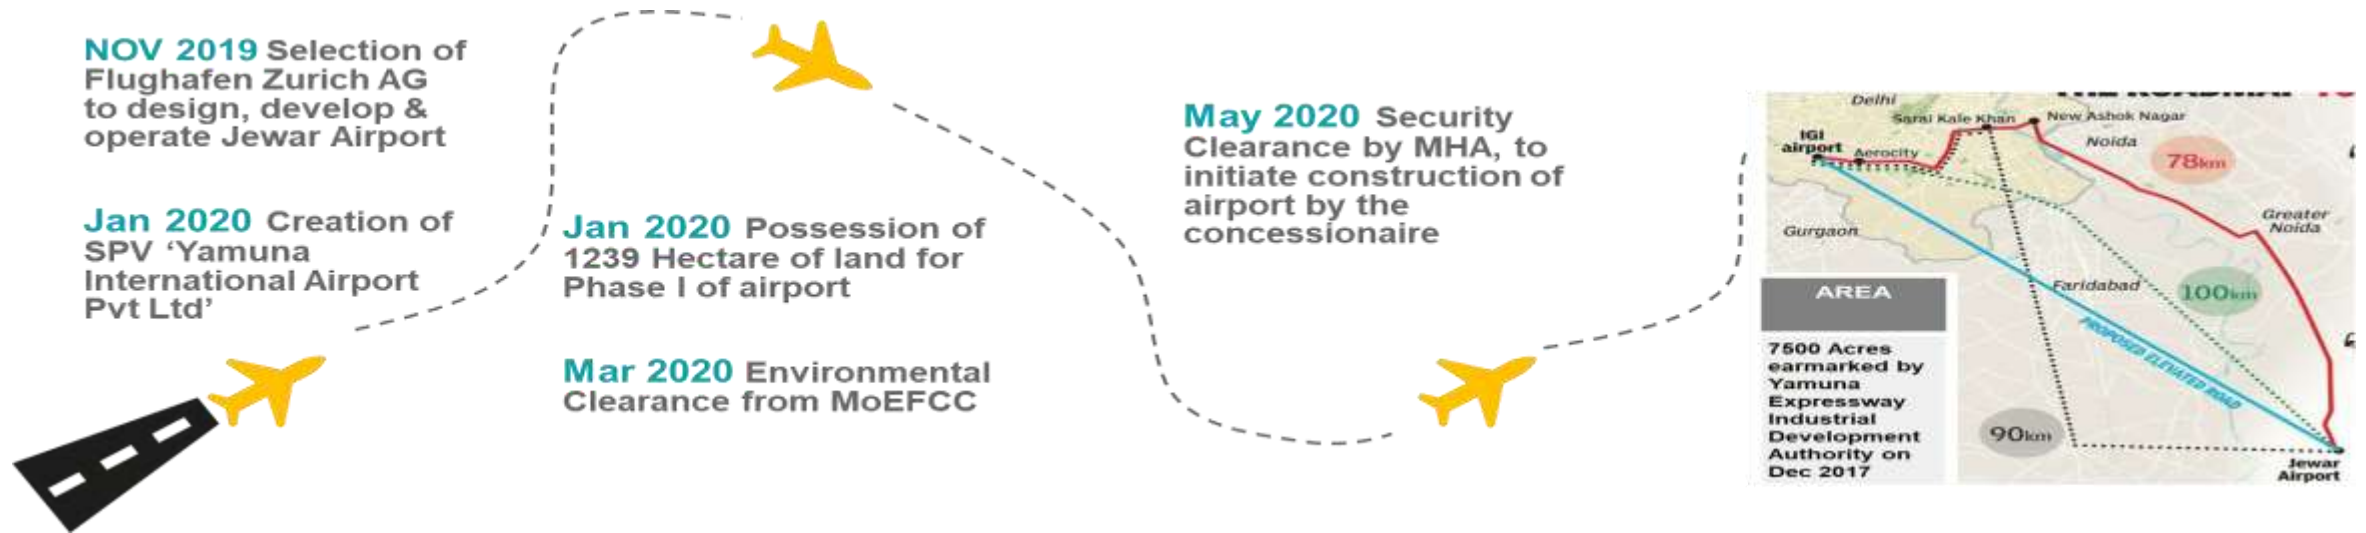 NOV 2019 Selection of
Flughafen Zurich AG
to design, develop &
operate Jewar Airport
Jan 2020 Creation of
SPV ‘Yamuna
International Airport
Pvt Ltd’
Jan 2020 Possession of
1239 Hectare of land for
Phase I of airport
Mar 2020 Environmental
Clearance from MoEFCC
May 2020 Security
Clearance by MHA, to
initiate construction of
airport by the
concessionaire
Delhi
Sarai Kale Khan
New Ashok Nagar
IGI
airport
Aerocity
Noida
78km
Gurgaon
Greater
Noida
Faridabad
100km
PROPOSED ELEVATED ROAD
90km
Jewar
Airport
AREA
7500 Acres
earmarked by
Yamuna
Expressway
Industrial
Development
Authority on
Dec 2017